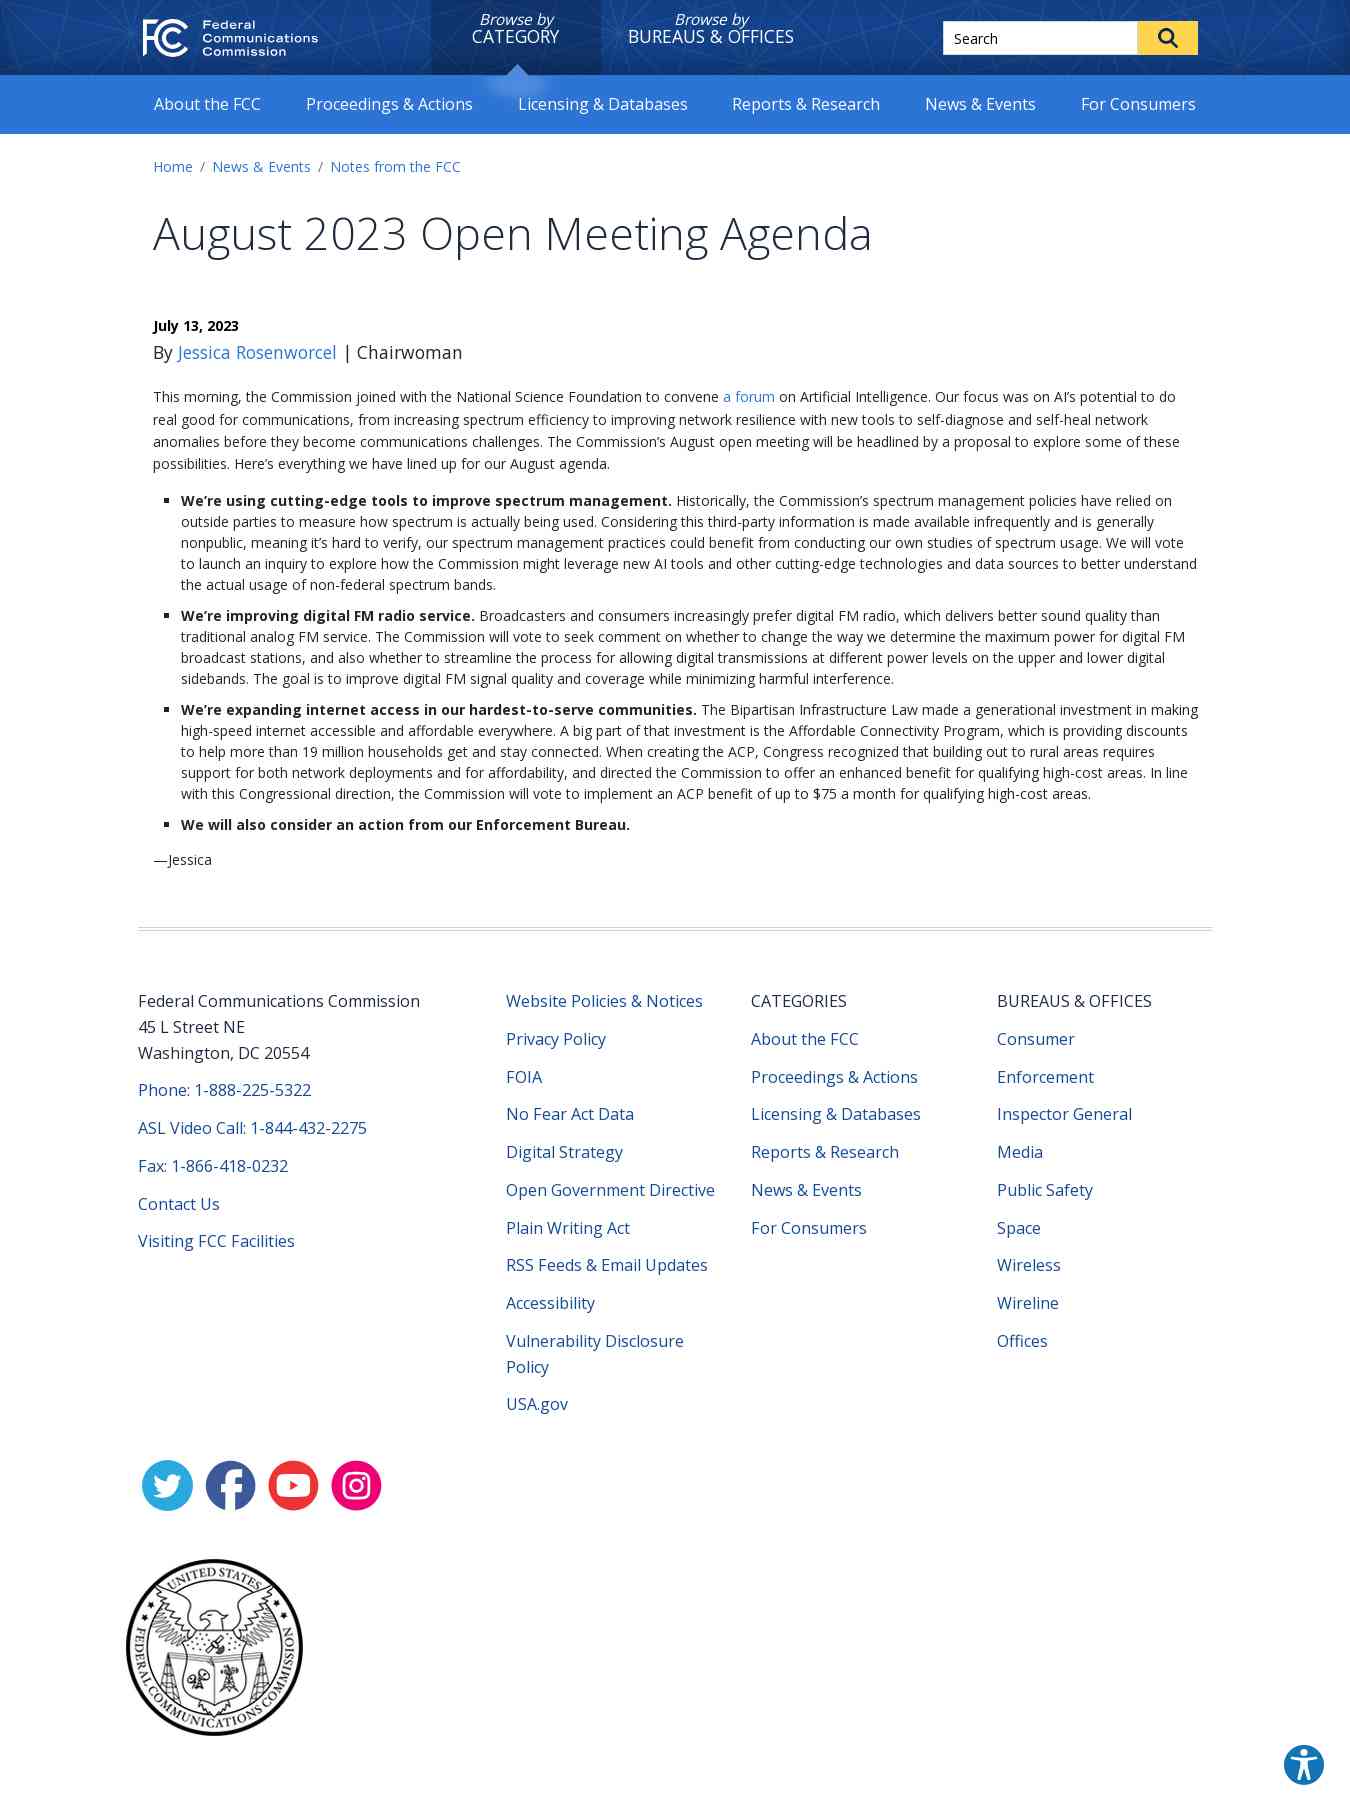 Federal
Communications
Commission
Browse by
CATEGORY
Browse by
BUREAUS & OFFICES
Search
About the FCC
Proceedings & Actions
Licensing & Databases
Reports & Research
News & Events
For Consumers
Home / News & Events / Notes from the FCC
August 2023 Open Meeting Agenda
July 13, 2023
By Jessica Rosenworcel | Chairwoman
This morning, the Commission joined with the National Science Foundation to convene a forum on Artificial Intelligence. Our focus was on AI’s potential to do
real good for communications, from increasing spectrum efficiency to improving network resilience with new tools to self-diagnose and self-heal network
anomalies before they become communications challenges. The Commission’s August open meeting will be headlined by a proposal to explore some of these
possibilities. Here’s everything we have lined up for our August agenda.
We’re using cutting-edge tools to improve spectrum management. Historically, the Commission’s spectrum management policies have relied on
outside parties to measure how spectrum is actually being used. Considering this third-party information is made available infrequently and is generally
nonpublic, meaning it’s hard to verify, our spectrum management practices could benefit from conducting our own studies of spectrum usage. We will vote
to launch an inquiry to explore how the Commission might leverage new AI tools and other cutting-edge technologies and data sources to better understand
the actual usage of non-federal spectrum bands.
We’re improving digital FM radio service. Broadcasters and consumers increasingly prefer digital FM radio, which delivers better sound quality than
traditional analog FM service. The Commission will vote to seek comment on whether to change the way we determine the maximum power for digital FM
broadcast stations, and also whether to streamline the process for allowing digital transmissions at different power levels on the upper and lower digital
sidebands. The goal is to improve digital FM signal quality and coverage while minimizing harmful interference.
We’re expanding internet access in our hardest-to-serve communities. The Bipartisan Infrastructure Law made a generational investment in making
high-speed internet accessible and affordable everywhere. A big part of that investment is the Affordable Connectivity Program, which is providing discounts
to help more than 19 million households get and stay connected. When creating the ACP, Congress recognized that building out to rural areas requires
support for both network deployments and for affordability, and directed the Commission to offer an enhanced benefit for qualifying high-cost areas. In line
with this Congressional direction, the Commission will vote to implement an ACP benefit of up to $75 a month for qualifying high-cost areas.
We will also consider an action from our Enforcement Bureau.
—Jessica
Federal Communications Commission
45 L Street NE
Washington, DC 20554
Phone: 1-888-225-5322
ASL Video Call: 1-844-432-2275
Fax: 1-866-418-0232
Contact Us
Visiting FCC Facilities
Website Policies & Notices
Privacy Policy
FOIA
No Fear Act Data
Digital Strategy
Open Government Directive
Plain Writing Act
RSS Feeds & Email Updates
Accessibility
Vulnerability Disclosure
Policy
USA.gov
CATEGORIES
About the FCC
Proceedings & Actions
Licensing & Databases
Reports & Research
News & Events
For Consumers
BUREAUS & OFFICES
Consumer
Enforcement
Inspector General
Media
Public Safety
Space
Wireless
Wireline
Offices
UNITED STATES
FEDERAL COMMUNICATIONS COMMISSION